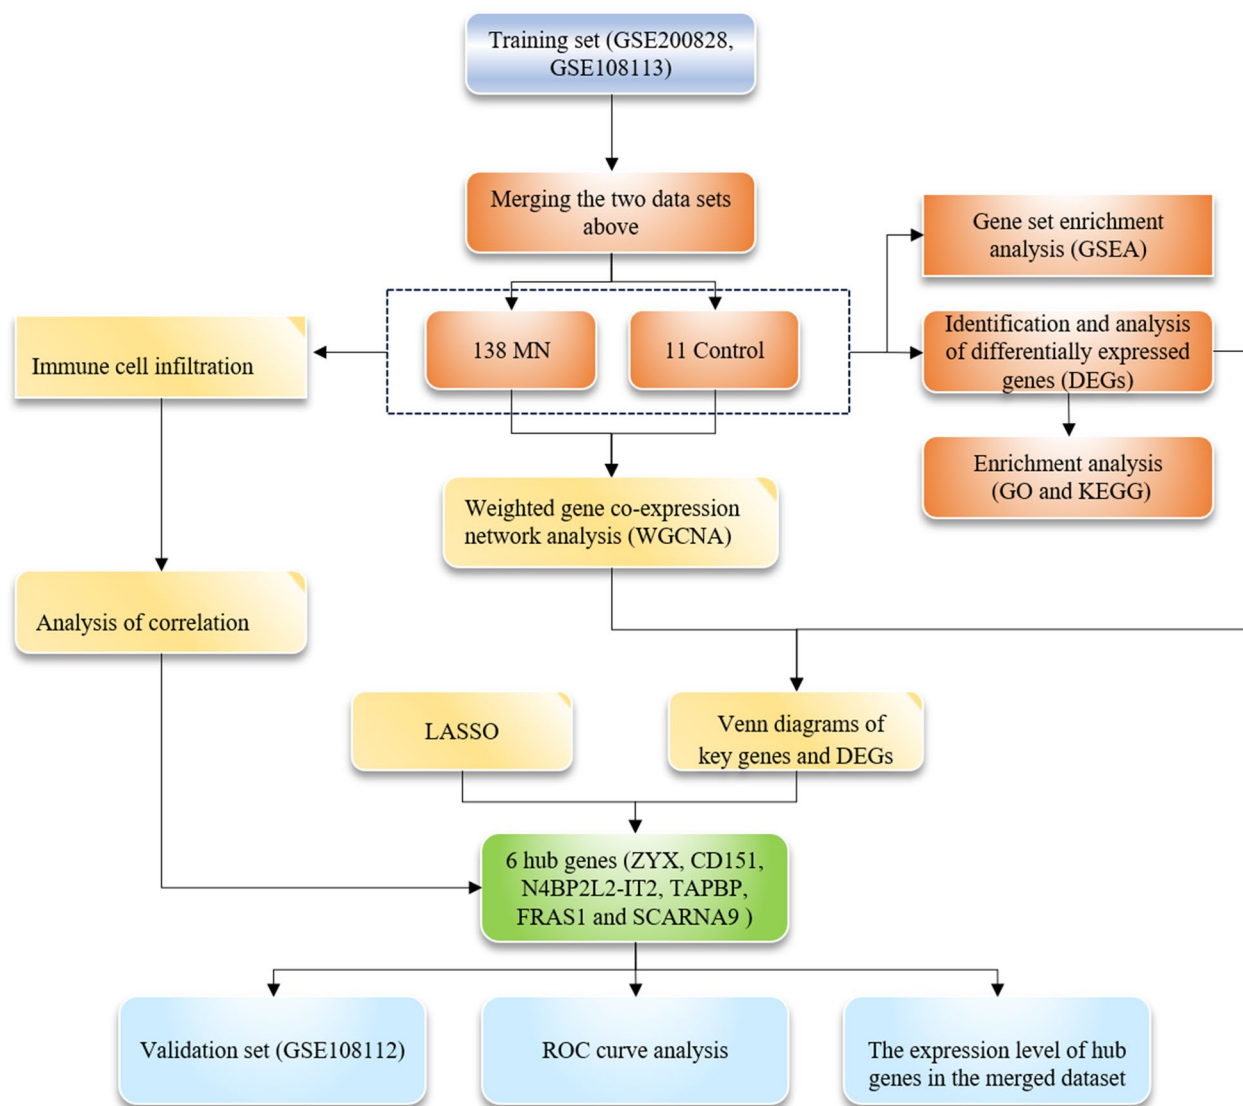 Training set (GSE200828,
GSE108113)
Merging the two data sets
above
Gene set enrichment
analysis (GSEA)
138 MN
11 Control
Identification and analysis
of differentially expressed
genes (DEGs)
Immune cell infiltration
Enrichment analysis
(GO and KEGG)
Weighted gene co-expression
network analysis (WGCNA)
Analysis of correlation
LASSO
Venn diagrams of
key genes and DEGs
6 hub genes (ZYX, CD151,
N4BP2L2-IT2, TAPBP,
FRAS1 and SCARNA9 )
Validation set (GSE108112)
ROC curve analysis
The expression level of hub
genes in the merged dataset